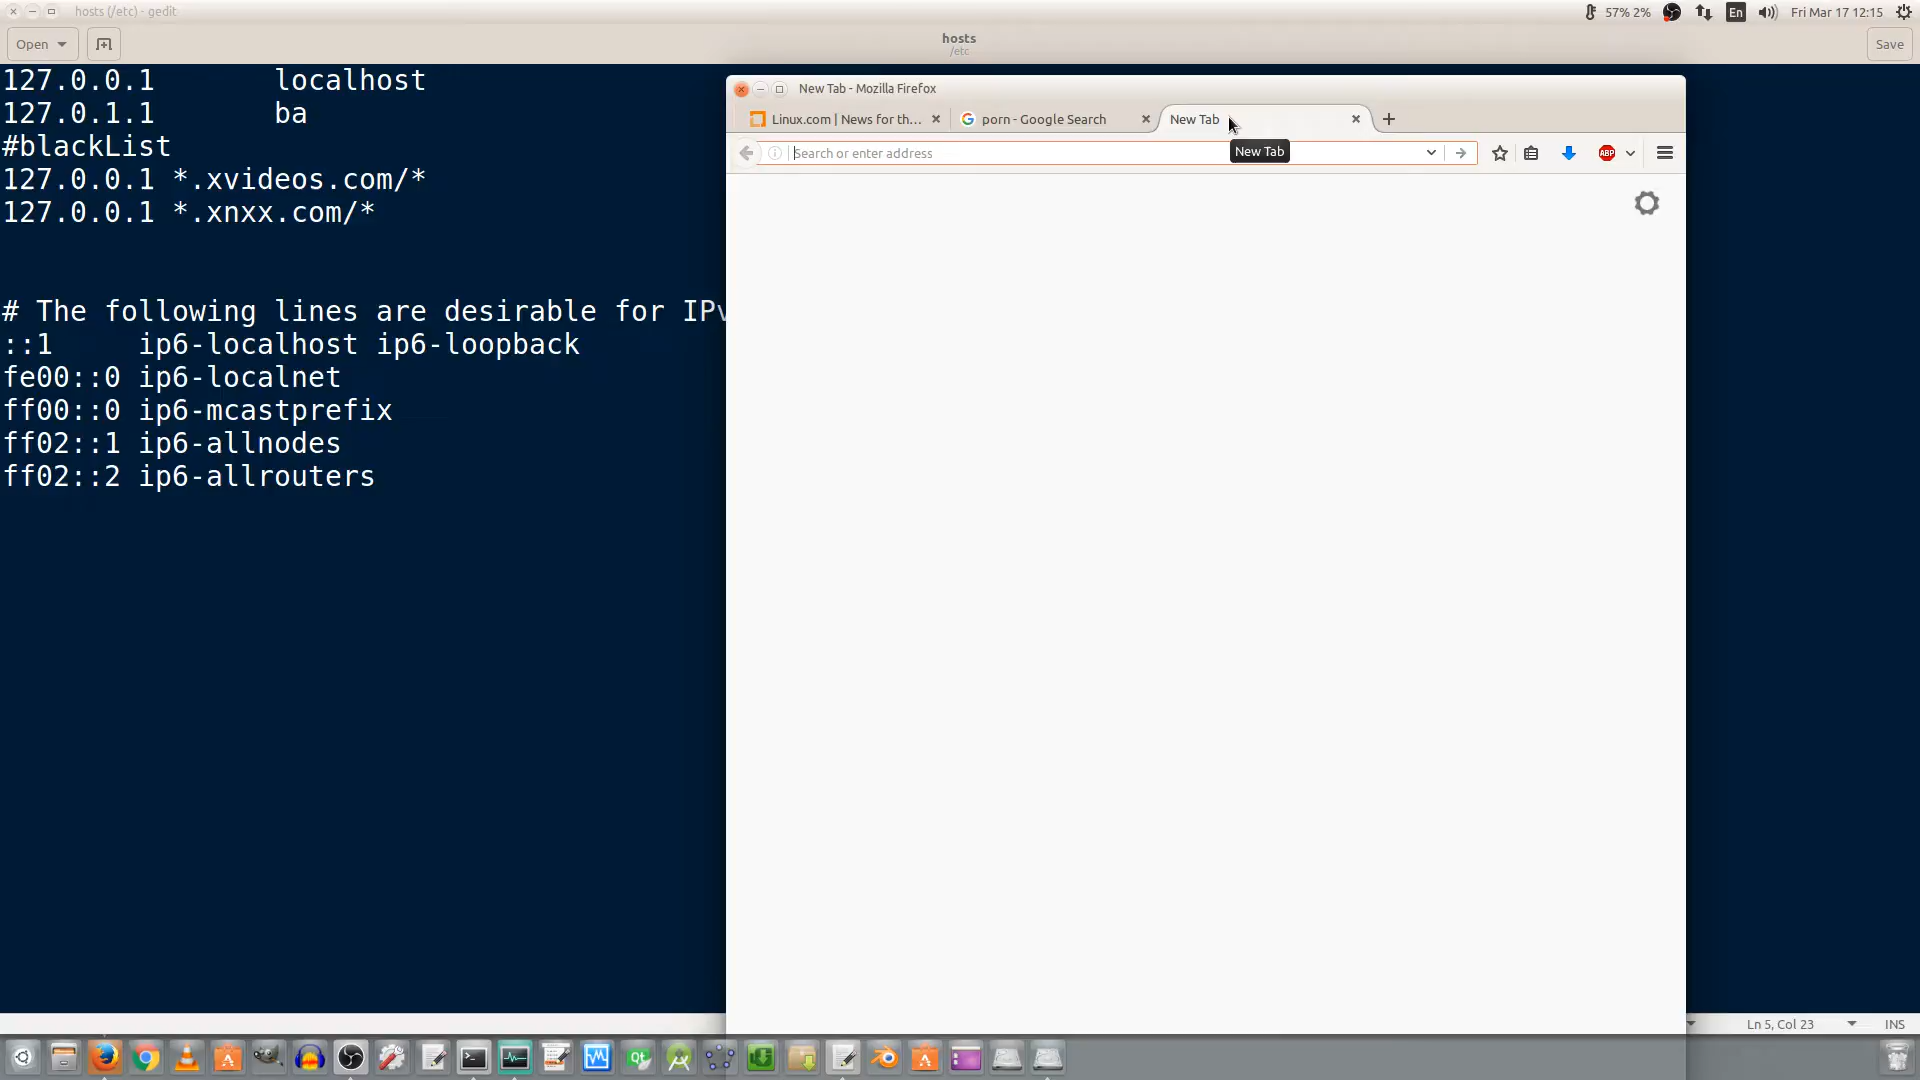 hosts (/etc) - gedit
57% 2%
En
Fri Mar 17 12:15
Open
hosts
/etc
Save
127.0.0.1       localhost
127.0.1.1       ba
#blackList
127.0.0.1 *.xvideos.com/*
127.0.0.1 *.xnxx.com/*
# The following lines are desirable for IPv
::1     ip6-localhost ip6-loopback
fe00::0 ip6-localnet
ff00::0 ip6-mcastprefix
ff02::1 ip6-allnodes
ff02::2 ip6-allrouters
New Tab - Mozilla Firefox
Linux.com | News for th...
porn - Google Search
New Tab
Search or enter address
New Tab
ABP
Ln 5, Col 23
INS
Qt